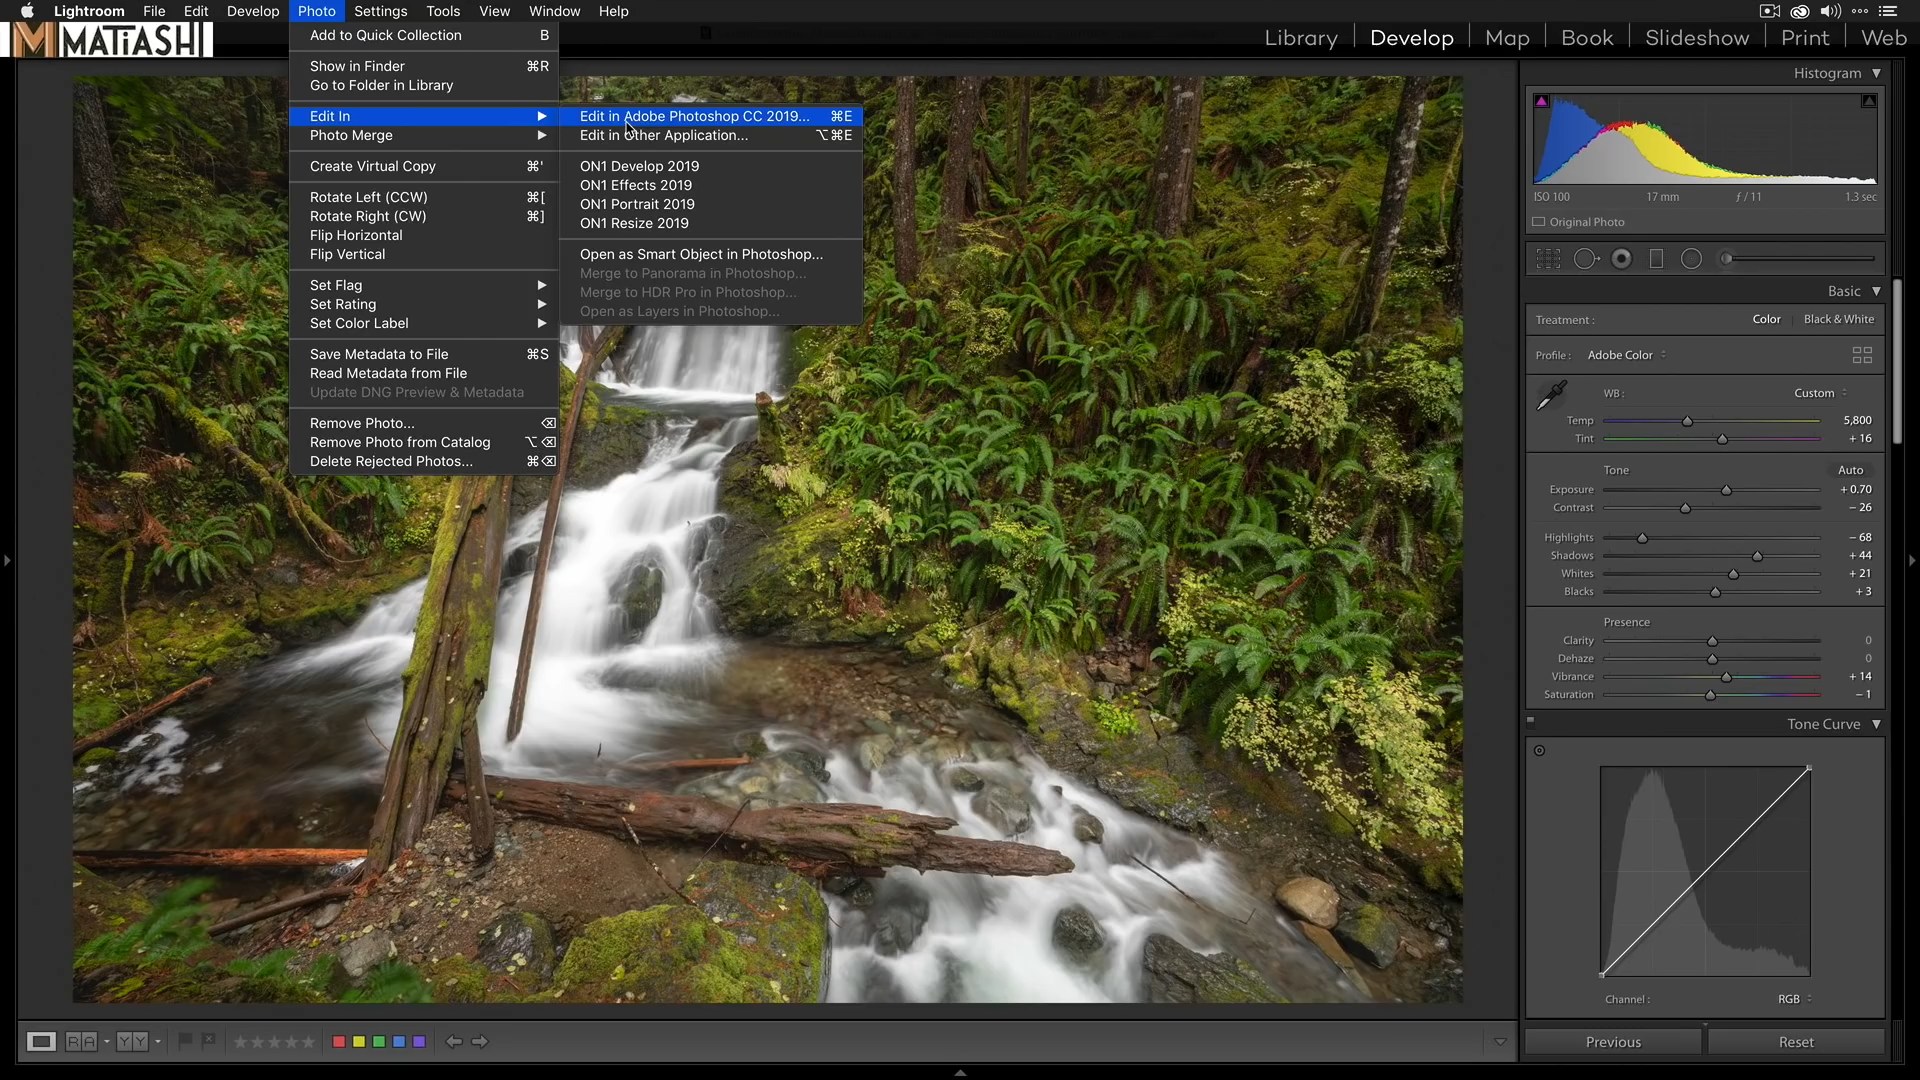 Lightroom File Edit Develop Photo Settings Tools View Window Help
MATIASH
Library Develop Map Book Slideshow Print Web
Add to Quick Collection B
Show in Finder ⌘R
Go to Folder in Library
Edit In ▶
Photo Merge ▶
Create Virtual Copy ⌘'
Rotate Left (CCW) ⌘[
Rotate Right (CW) ⌘]
Flip Horizontal
Flip Vertical
Set Flag ▶
Set Rating ▶
Set Color Label ▶
Save Metadata to File ⌘S
Read Metadata from File
Update DNG Preview & Metadata
Remove Photo... ⌫
Remove Photo from Catalog ⌥⌫
Delete Rejected Photos... ⌘⌫
Edit in Adobe Photoshop CC 2019... ⌘E
Edit in Other Application... ⌥⌘E
ON1 Develop 2019
ON1 Effects 2019
ON1 Portrait 2019
ON1 Resize 2019
Open as Smart Object in Photoshop...
Merge to Panorama in Photoshop...
Merge to HDR Pro in Photoshop...
Open as Layers in Photoshop...
Histogram
ISO 100 17 mm ƒ / 11 1.3 sec
Original Photo
Basic
Treatment : Color Black & White
Profile : Adobe Color
WB : Custom
Temp 5,800
Tint + 16
Tone Auto
Exposure + 0.70
Contrast – 26
Highlights – 68
Shadows + 44
Whites + 21
Blacks + 3
Presence
Clarity 0
Dehaze 0
Vibrance + 14
Saturation – 1
Tone Curve
Channel : RGB
R A Y Y
Previous Reset